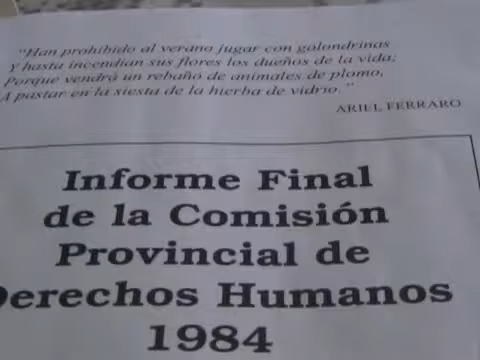 "Han prohibido al verano jugar con golondrinas
Y hasta incendian sus flores los dueños de la vida;
Porque vendrá un rebaño de animales de plomo,
A pastar en la siesta de la hierba de vidrio."
ARIEL FERRARO
Informe Final
de la Comisión
Provincial de
Derechos Humanos
1984